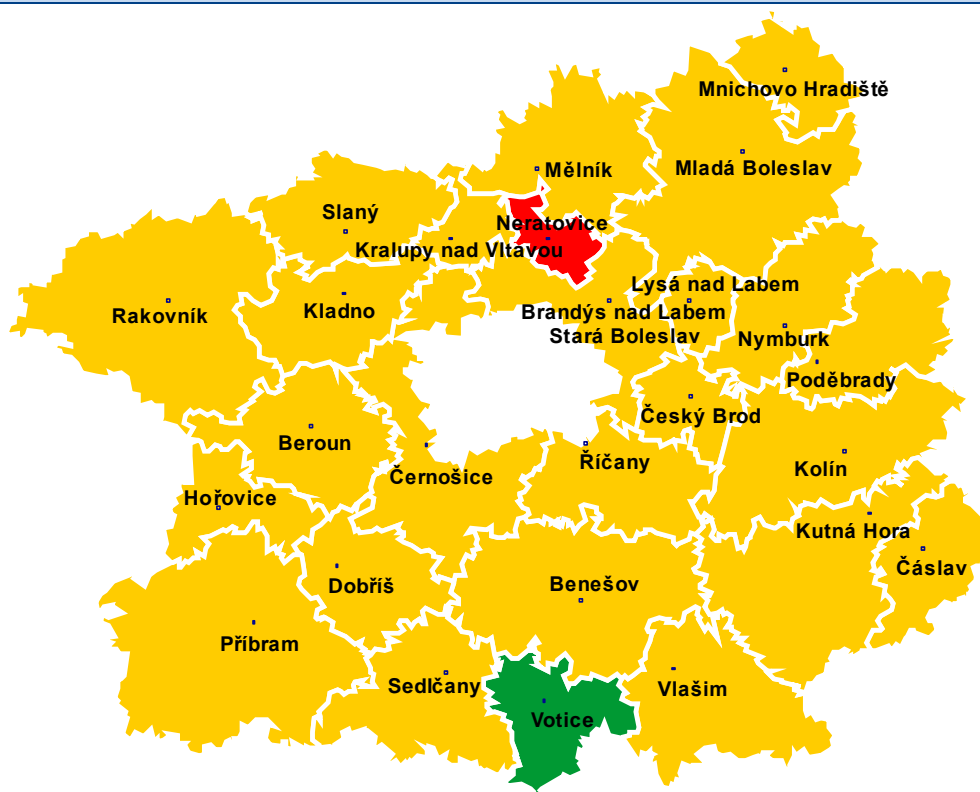 Mnichovo Hradiště
Mělník
Mladá Boleslav
Slaný
Neratovice
Kralupy nad Vltavou
Lysá nad Labem
Rakovník
Kladno
Brandýs nad Labem
Stará Boleslav
Nymburk
Poděbrady
Český Brod
Beroun
Říčany
Kolín
Černošice
Hořovice
Kutná Hora
Čáslav
Dobříš
Benešov
Příbram
Sedlčany
Vlašim
Votice